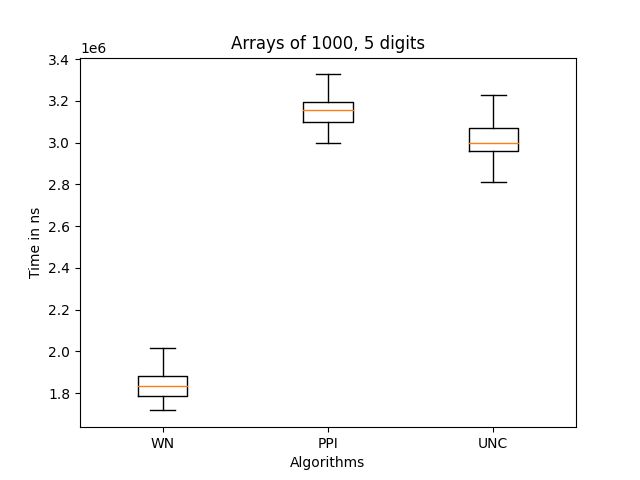 Arrays of 1000, 5 digits
1e6
3.4
3.2
3.0
2.8
2.6
2.4
2.2
2.0
1.8
Time in ns
WN PPI UNC
Algorithms